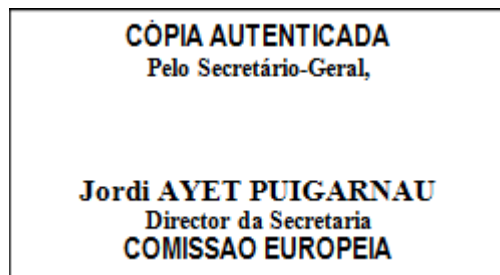 CÓPIA AUTENTICADA
Pelo Secretário-Geral,
Jordi AYET PUIGARNAU
Director da Secretaria
COMISSAO EUROPEIA